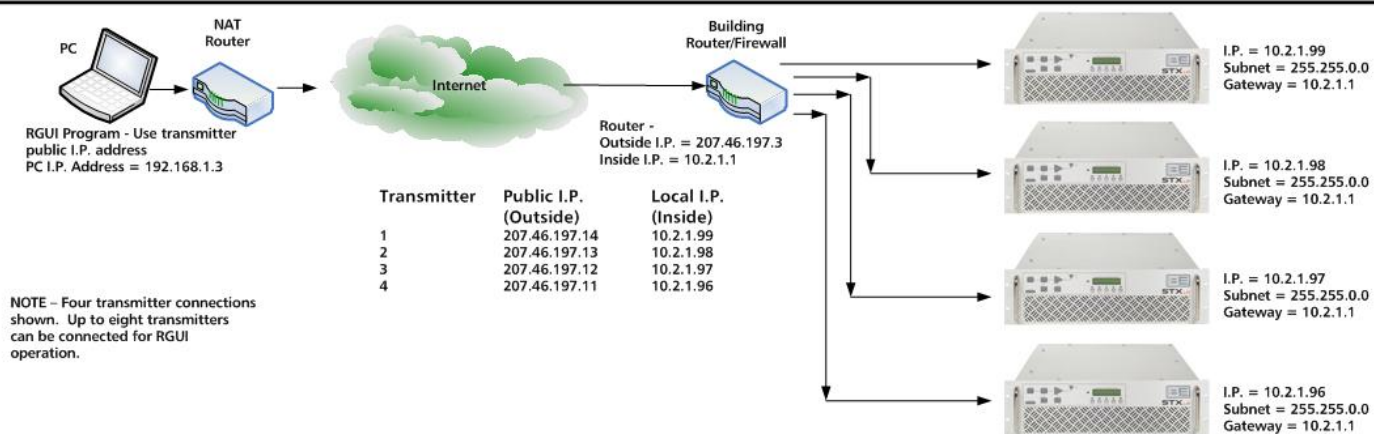 PC
NAT
Router
Internet
Building
Router/Firewall
RGUI Program - Use transmitter
public I.P. address
PC I.P. Address = 192.168.1.3
Router -
Outside I.P. = 207.46.197.3
Inside I.P. = 10.2.1.1
Transmitter Public I.P. Local I.P.
(Outside) (Inside)
1 207.46.197.14 10.2.1.99
2 207.46.197.13 10.2.1.98
3 207.46.197.12 10.2.1.97
4 207.46.197.11 10.2.1.96
NOTE – Four transmitter connections
shown. Up to eight transmitters
can be connected for RGUI
operation.
STX
I.P. = 10.2.1.99
Subnet = 255.255.0.0
Gateway = 10.2.1.1
STX
I.P. = 10.2.1.98
Subnet = 255.255.0.0
Gateway = 10.2.1.1
STX
I.P. = 10.2.1.97
Subnet = 255.255.0.0
Gateway = 10.2.1.1
STX
I.P. = 10.2.1.96
Subnet = 255.255.0.0
Gateway = 10.2.1.1